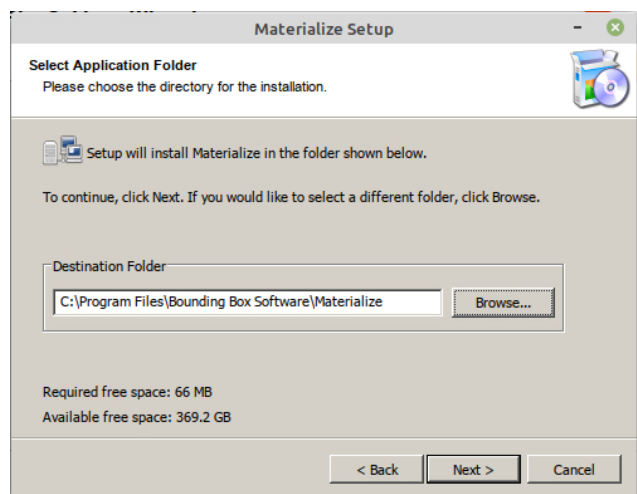 Materialize Setup
Select Application Folder
Please choose the directory for the installation.
Setup will install Materialize in the folder shown below.
To continue, click Next. If you would like to select a different folder, click Browse.
Destination Folder
C:\Program Files\Bounding Box Software\Materialize
Browse...
Required free space: 66 MB
Available free space: 369.2 GB
< Back
Next >
Cancel